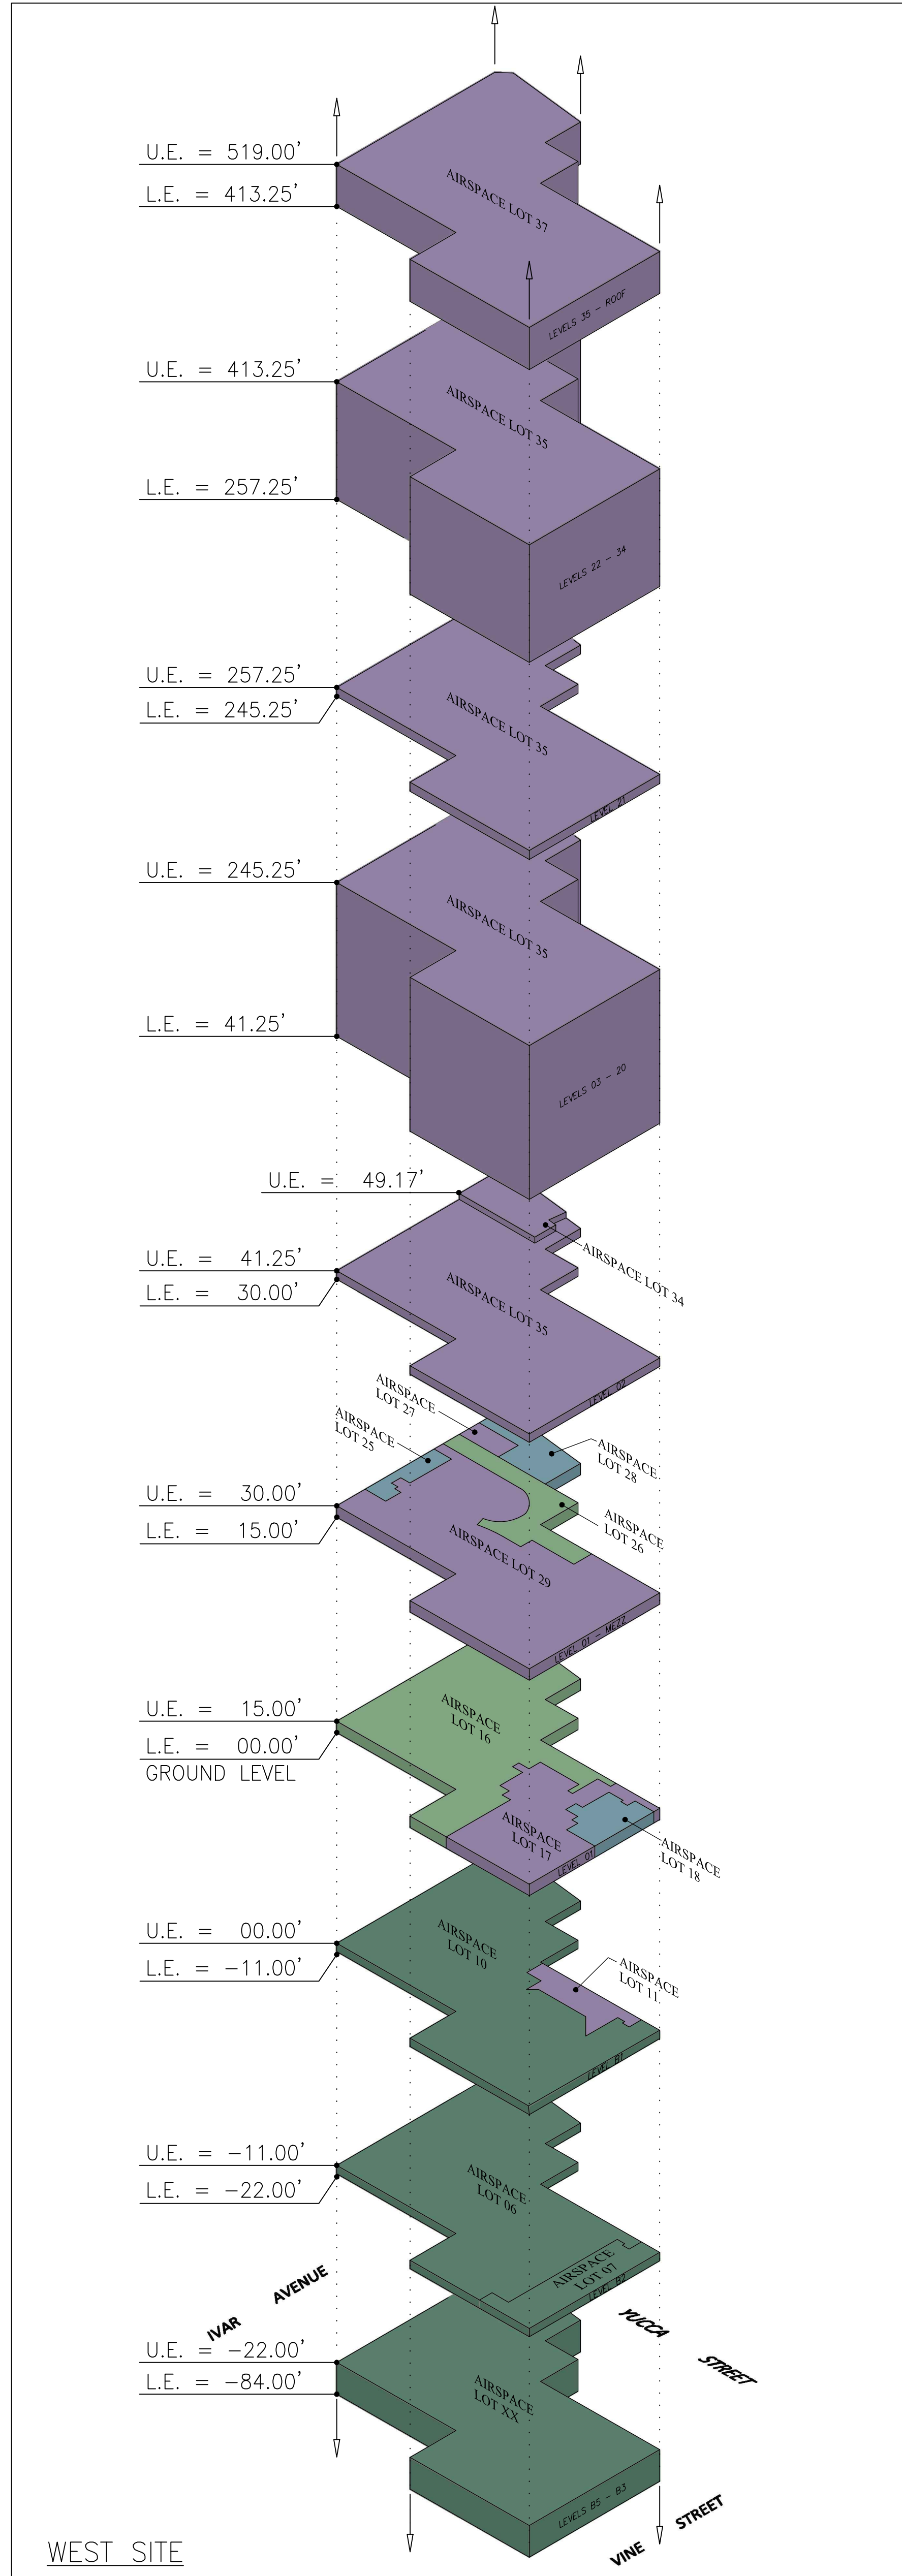 U.E. = 519.00'
L.E. = 413.25'
AIRSPACE LOT 37
LEVELS 35 - ROOF
U.E. = 413.25'
L.E. = 257.25'
AIRSPACE LOT 35
LEVELS 22 - 34
U.E. = 257.25'
L.E. = 245.25'
AIRSPACE LOT 35
LEVEL 21
U.E. = 245.25'
L.E. = 41.25'
AIRSPACE LOT 35
LEVELS 03 - 20
U.E. = 49.17'
AIRSPACE LOT 34
U.E. = 41.25'
L.E. = 30.00'
AIRSPACE LOT 35
LEVEL 02
AIRSPACE
LOT 27
AIRSPACE
LOT 25
AIRSPACE
LOT 28
U.E. = 30.00'
L.E. = 15.00'
AIRSPACE
LOT 26
AIRSPACE LOT 29
LEVEL 01 - MEZZ
U.E. = 15.00'
L.E. = 00.00'
GROUND LEVEL
AIRSPACE
LOT 16
AIRSPACE
LOT 17
AIRSPACE
LOT 18
LEVEL 01
U.E. = 00.00'
L.E. = -11.00'
AIRSPACE
LOT 10
AIRSPACE
LOT 11
LEVEL B1
U.E. = -11.00'
L.E. = -22.00'
AIRSPACE
LOT 06
AIRSPACE
LOT 07
LEVEL B2
IVAR AVENUE
YUCCA STREET
U.E. = -22.00'
L.E. = -84.00'
AIRSPACE
LOT XX
LEVELS B5 - B3
VINE STREET
WEST SITE